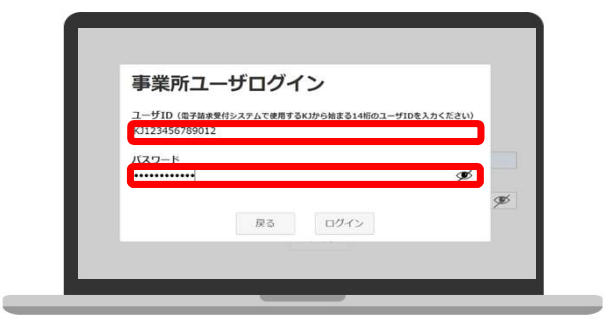 事業所ユーザログイン
ユーザID（電子請求受付システムで使用するKJから始まる14桁のユーザIDを入力ください）
KJ123456789012
パスワード
••••••••••••
戻る ログイン